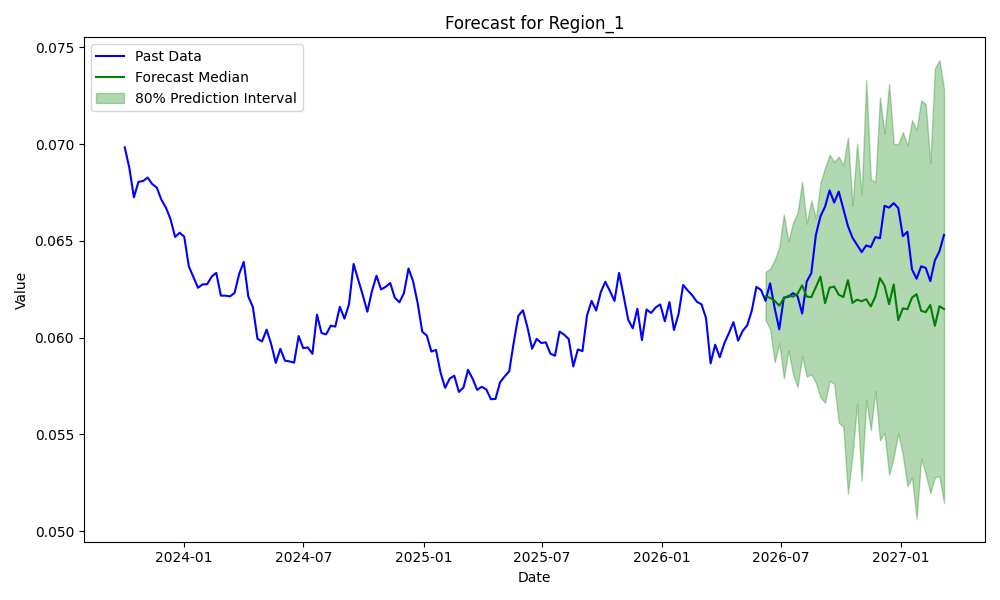 Forecast for Region_1
Past Data
Forecast Median
80% Prediction Interval
Value
0.075
0.070
0.065
0.060
0.055
0.050
2024-01
2024-07
2025-01
2025-07
2026-01
2026-07
2027-01
Date